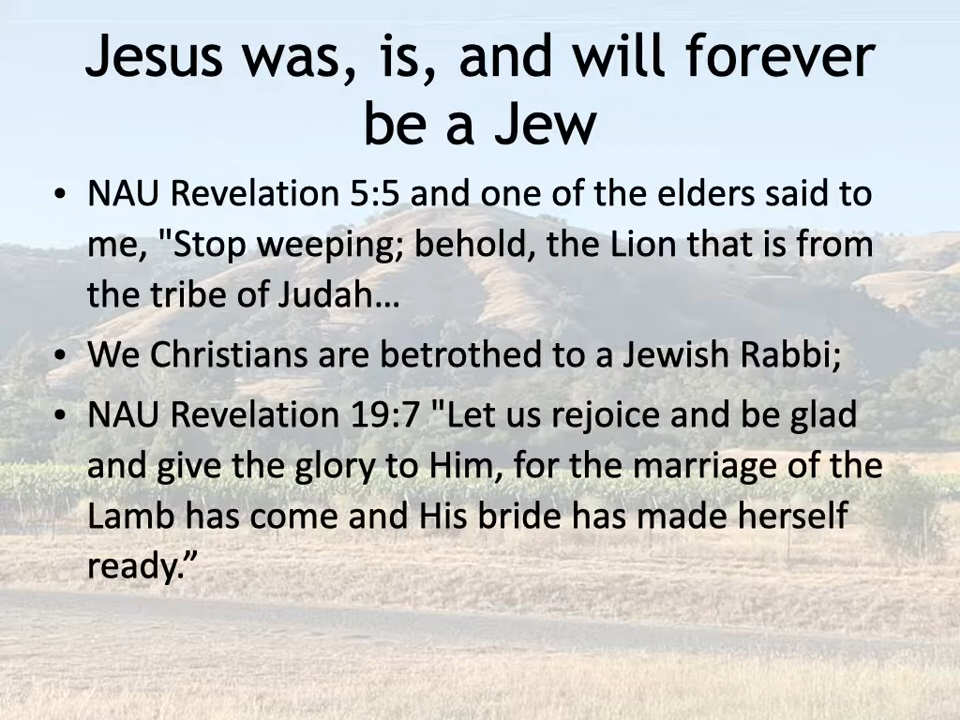 Jesus was, is, and will forever
be a Jew
• NAU Revelation 5:5 and one of the elders said to
me, "Stop weeping; behold, the Lion that is from
the tribe of Judah…
• We Christians are betrothed to a Jewish Rabbi;
• NAU Revelation 19:7 "Let us rejoice and be glad
and give the glory to Him, for the marriage of the
Lamb has come and His bride has made herself
ready.”